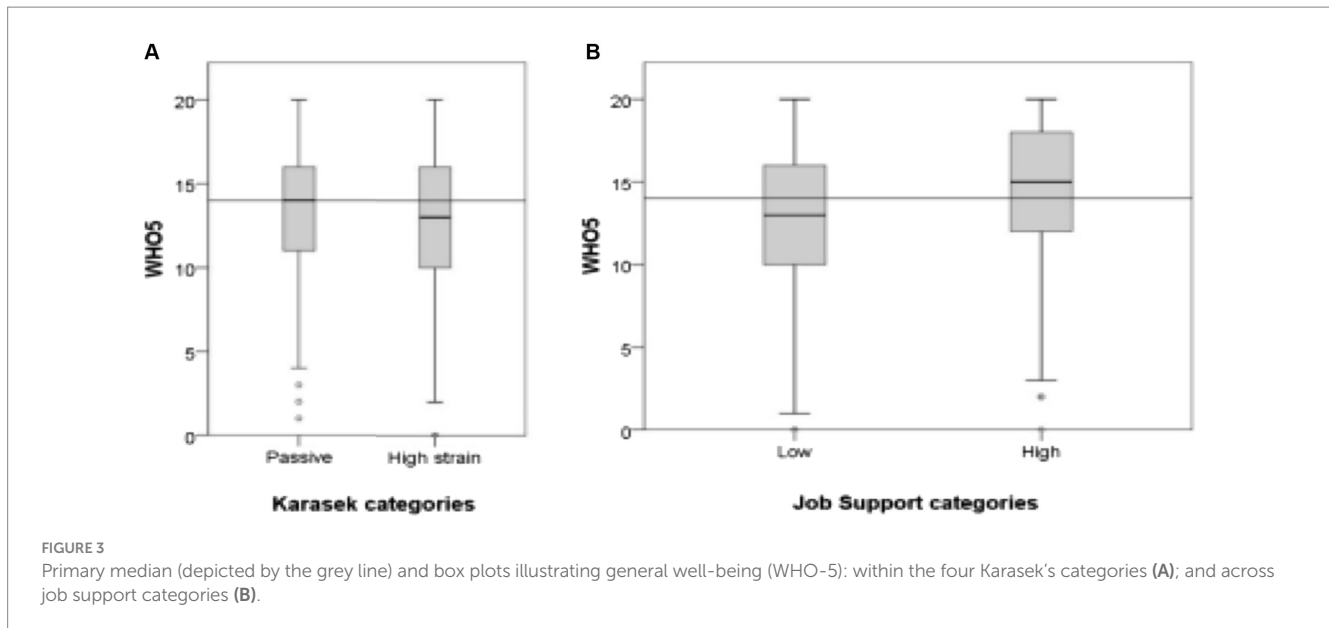 A
20
15
10
5
0
WHO5
Passive
High strain
Karasek categories
B
20
15
10
5
0
WHO5
Low
High
Job Support categories
FIGURE 3
Primary median (depicted by the grey line) and box plots illustrating general well-being (WHO-5): within the four Karasek's categories (A); and across
job support categories (B).